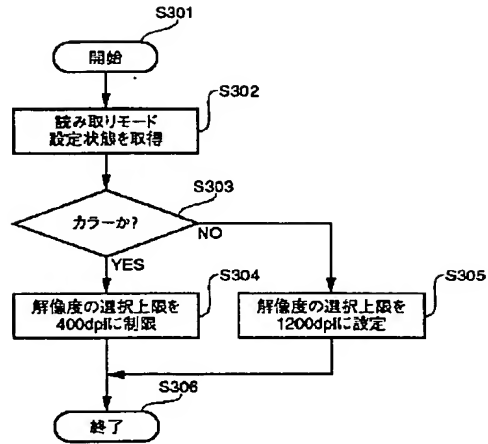 S301
開始
S302
読み取りモード
設定状態を取得
S303
カラーか?
NO
YES
S304
解像度の選択上限を
400dpiに制限
S305
解像度の選択上限を
1200dpiに設定
S306
終了